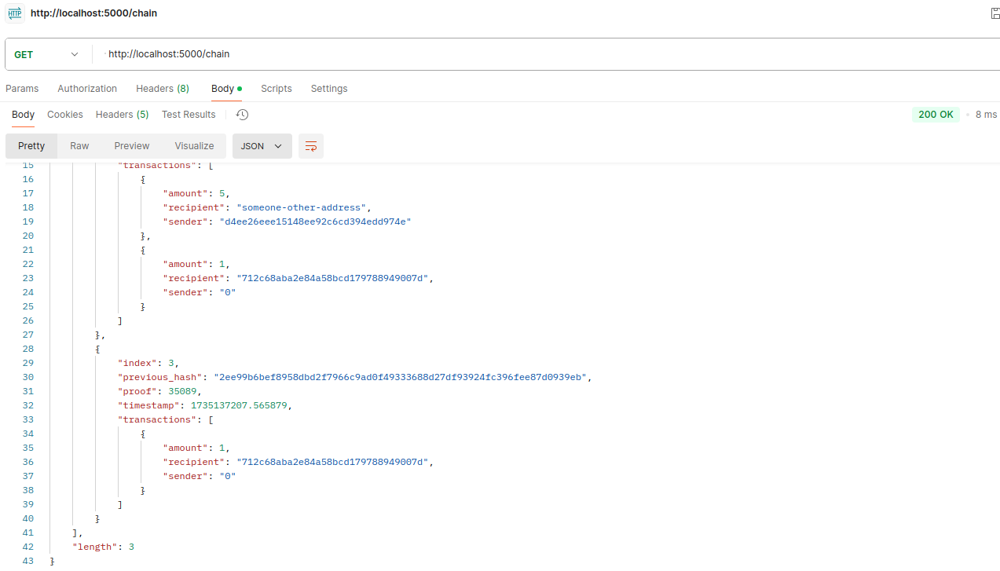 HTTP http://localhost:5000/chain
GET http://localhost:5000/chain
Params Authorization Headers (8) Body Scripts Settings
Body Cookies Headers (5) Test Results 200 OK 8 ms
Pretty Raw Preview Visualize JSON
15 "transactions": [
16 {
17 "amount": 5,
18 "recipient": "someone-other-address",
19 "sender": "d4ee26eee15148ee92c6cd394edd974e"
20 },
21 {
22 "amount": 1,
23 "recipient": "712c68aba2e84a58bcd179788949007d",
24 "sender": "0"
25 }
26 ]
27 },
28 {
29 "index": 3,
30 "previous_hash": "2ee99b6bef8958dbd2f7966c9ad0f49333688d27df93924fc396fee87d0939eb",
31 "proof": 35089,
32 "timestamp": 1735137207.565879,
33 "transactions": [
34 {
35 "amount": 1,
36 "recipient": "712c68aba2e84a58bcd179788949007d",
37 "sender": "0"
38 }
39 ]
40 }
41 ],
42 "length": 3
43 }